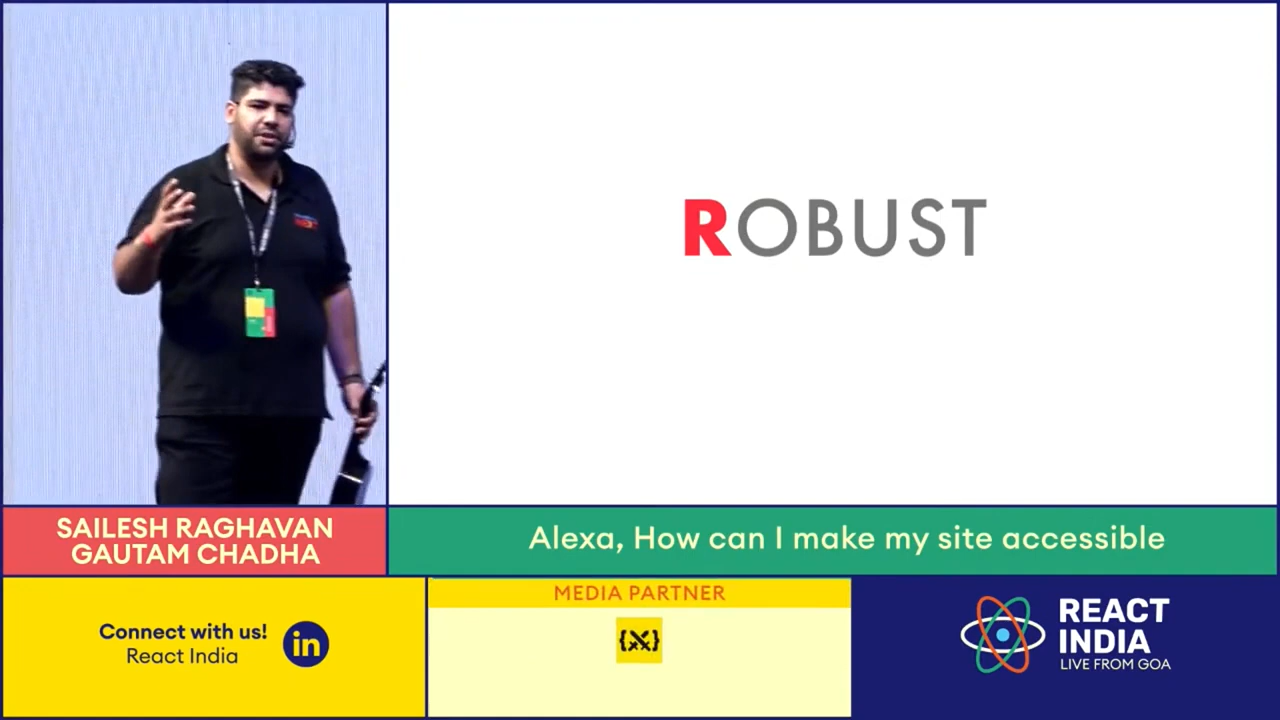 ROBUST
SAILESH RAGHAVAN
GAUTAM CHADHA
Alexa, How can I make my site accessible
Connect with us!
React India
in
MEDIA PARTNER
{X}
REACT
INDIA
LIVE FROM GOA